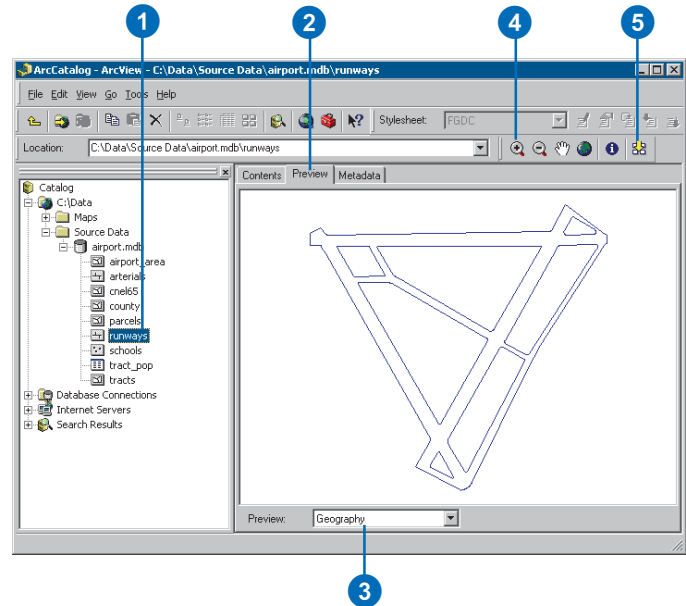 1
2
4
5
ArcCatalog - ArcView - C:\Data\Source Data\airport.mdb\runways
File Edit View Go Tools Help
Stylesheet: FGDC
Location: C:\Data\Source Data\airport.mdb\runways
Contents Preview Metadata
Catalog
C:\Data
Maps
Source Data
airport.mdb
airport_area
arterials
cnel65
county
parcels
runways
schools
tract_pop
tracts
Database Connections
Internet Servers
Search Results
Preview: Geography
3